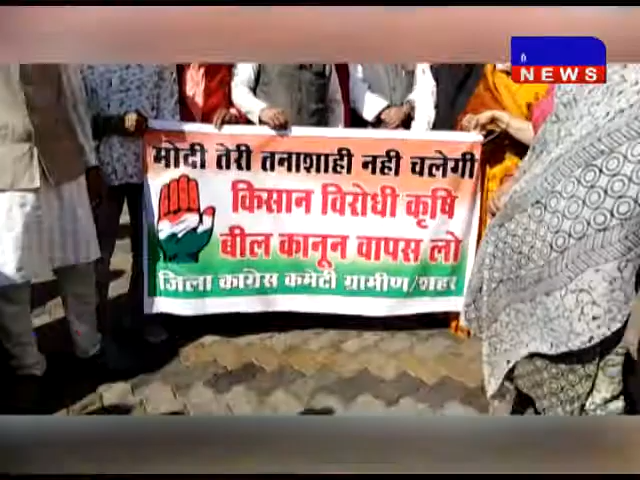 NEWS
मोदी तेरी तनाशाही नही चलेगी
किसान विरोधी कृषि
बील कानून वापस लो
जिला कांग्रेस कमेटी ग्रामीण/शहर